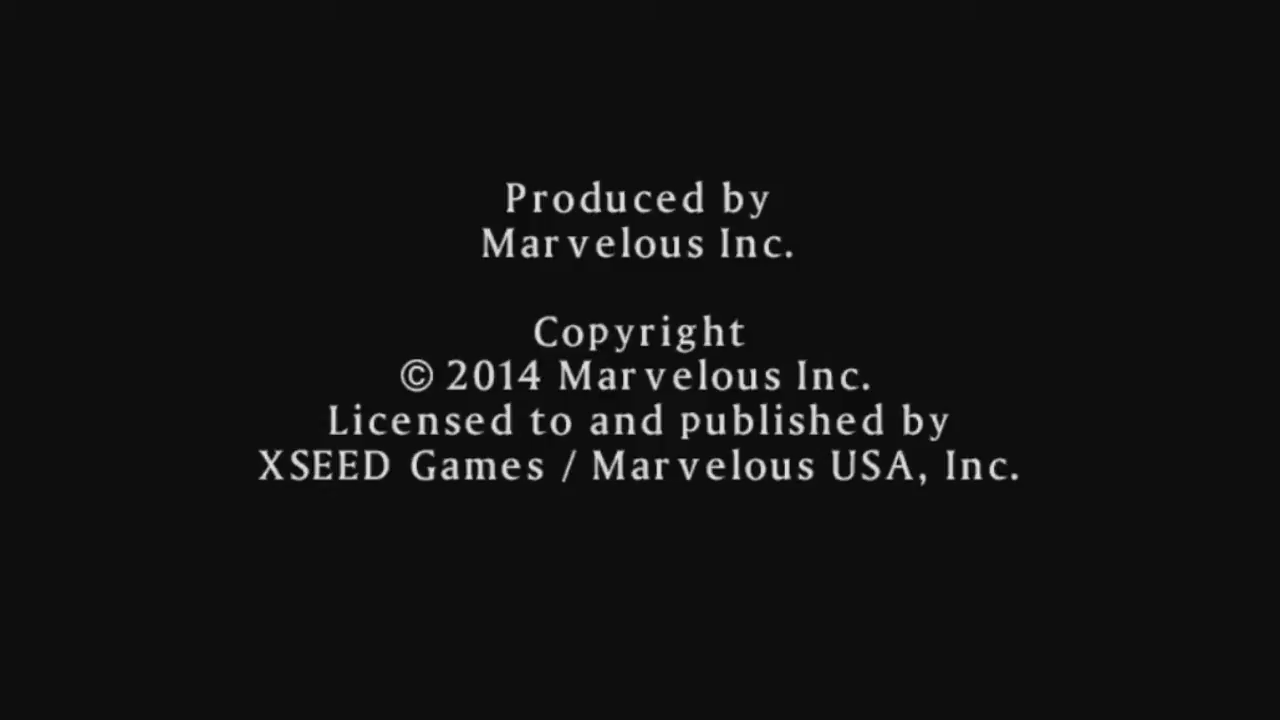 Produced by
Marvelous Inc.
Copyright
© 2014 Marvelous Inc.
Licensed to and published by
XSEED Games / Marvelous USA, Inc.